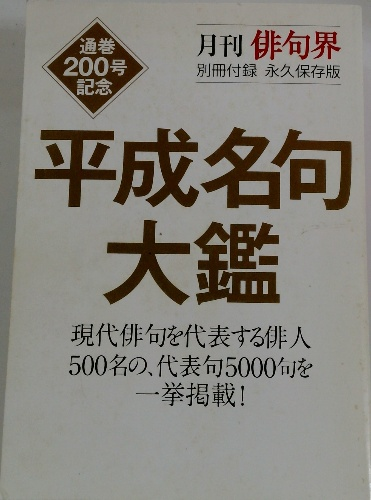 通巻
200号
記念
月刊 俳句界
別冊付録 永久保存版
平成名句
大鑑
現代俳句を代表する俳人
500名の、代表句5000句を
一挙掲載！